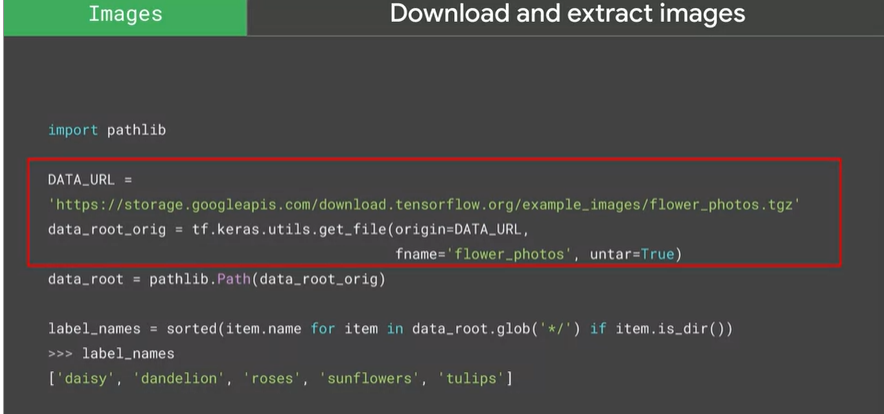 Images
Download and extract images
import pathlib
DATA_URL =
'https://storage.googleapis.com/download.tensorflow.org/example_images/flower_photos.tgz'
data_root_orig = tf.keras.utils.get_file(origin=DATA_URL,
fname='flower_photos', untar=True)
data_root = pathlib.Path(data_root_orig)
label_names = sorted(item.name for item in data_root.glob('*/') if item.is_dir())
>>> label_names
['daisy', 'dandelion', 'roses', 'sunflowers', 'tulips']